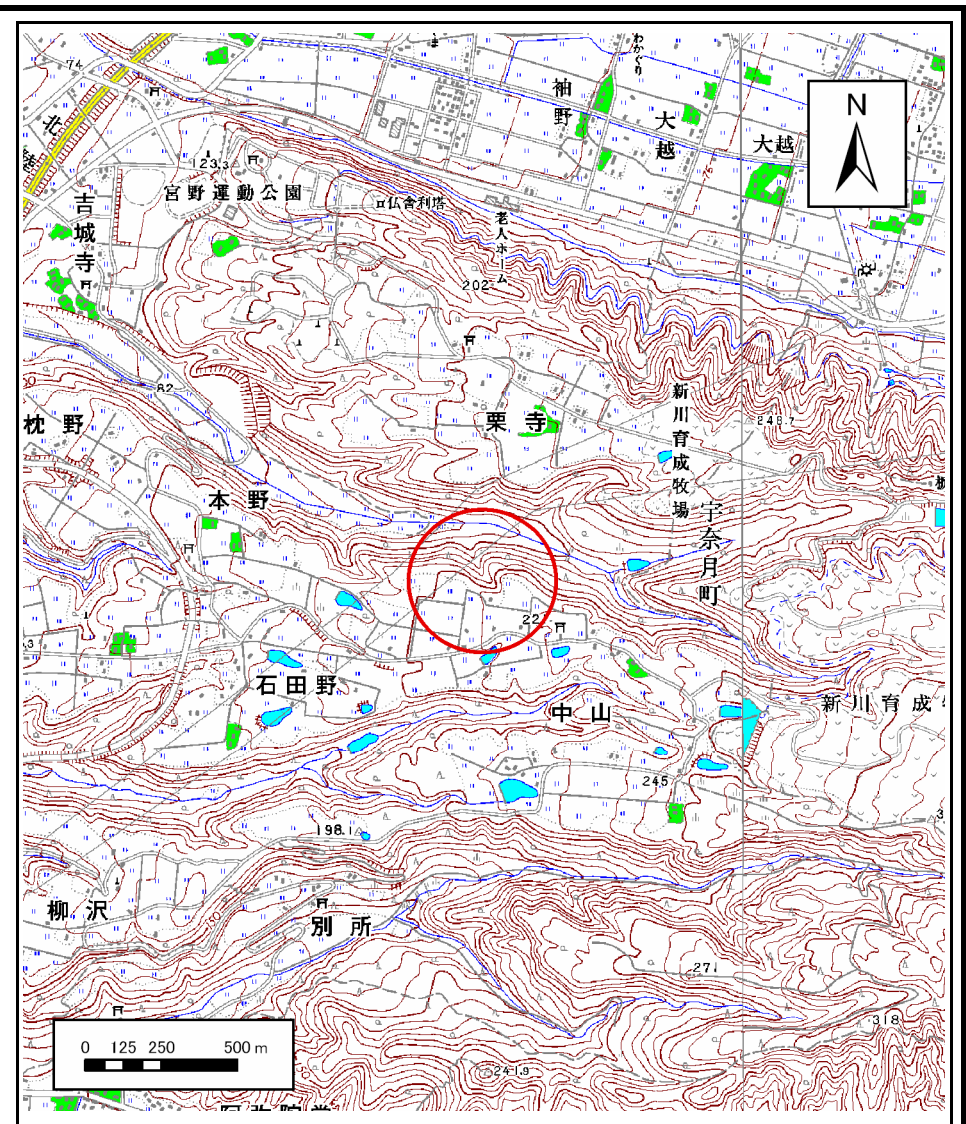 わかぐり
74
袖野
大越
大越
N
北
123.3
宮野運動公園
仏舎利塔
吉城寺
老人ホーム
202
82
枕野
栗寺
新川育成牧場
248.7
本野
宇奈月町
22
石田野
中山
新川育成
245
198.1
柳沢
別所
271
318
0 125 250 500 m
241.9